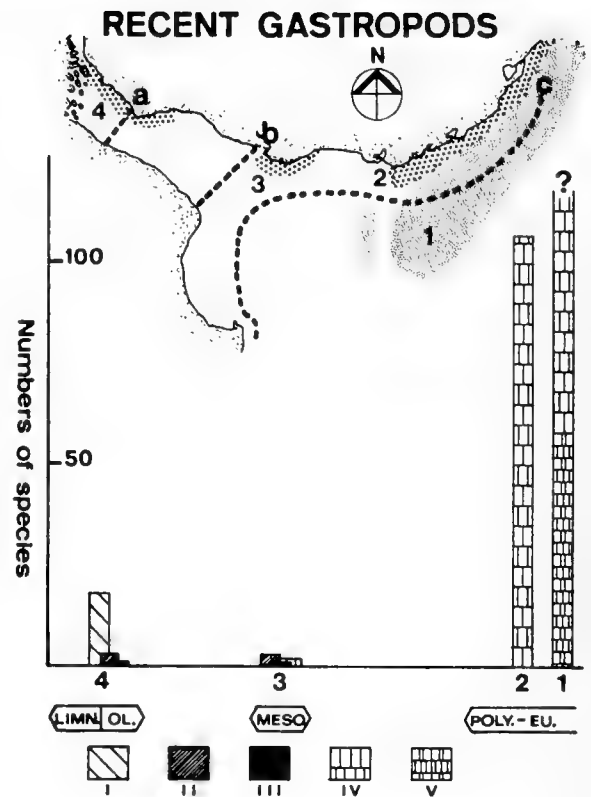 RECENT GASTROPODS
N
a
4
b
c
3
2
1
?
100
50
Numbers of species
4
3
2
1
LIMN. OL.
MESO
POLY.-EU.
I
II
III
IV
V